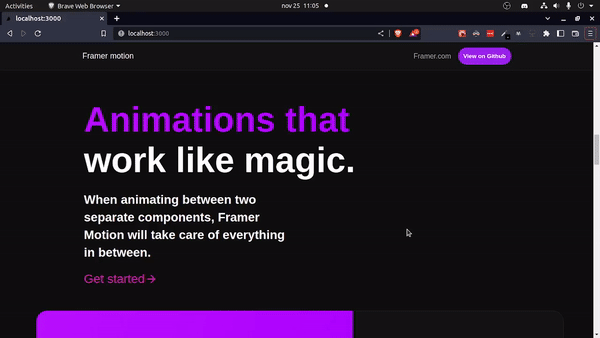 Activities Brave Web Browser nov 25 11:05
localhost:3000
localhost:3000
Framer motion Framer.com View on Github
Animations that
work like magic.
When animating between two
separate components, Framer
Motion will take care of everything
in between.
Get started